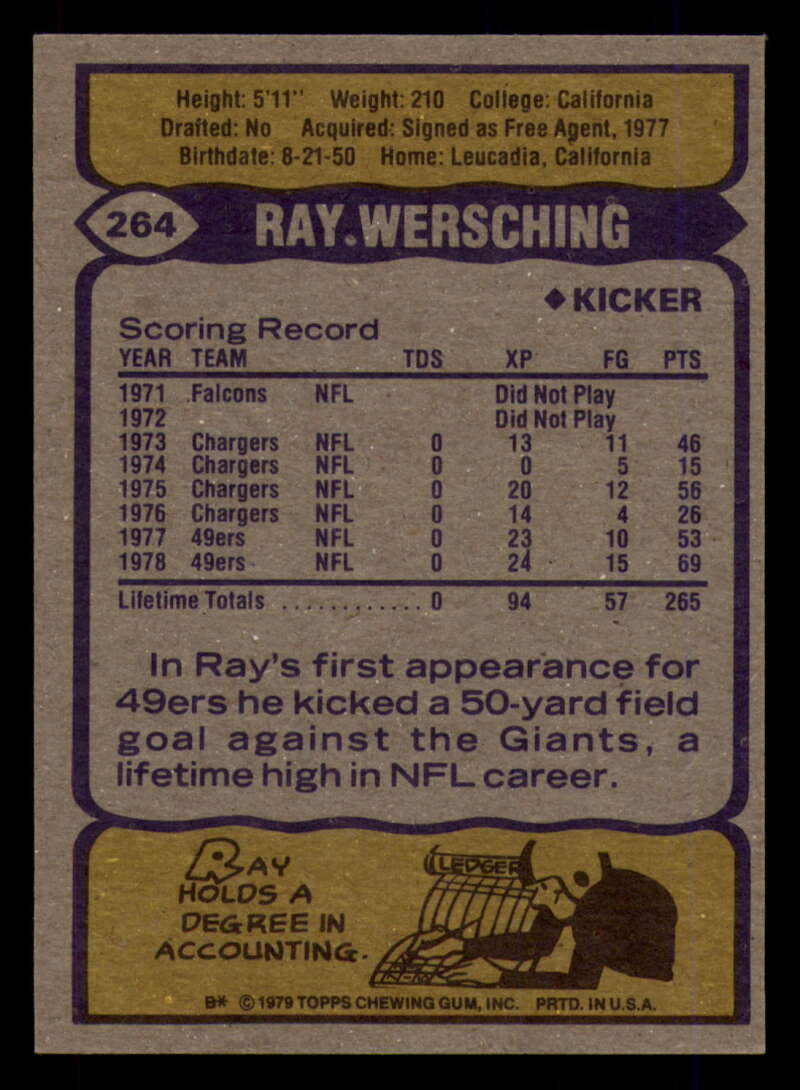 Height: 5'11" Weight: 210 College: California
Drafted: No Acquired: Signed as Free Agent, 1977
Birthdate: 8-21-50 Home: Leucadia, California
264 RAY WERSCHING
◆KICKER
Scoring Record
YEAR TEAM TDS XP FG PTS
1971 Falcons NFL Did Not Play
1972 Did Not Play
1973 Chargers NFL 0 13 11 46
1974 Chargers NFL 0 0 5 15
1975 Chargers NFL 0 20 12 56
1976 Chargers NFL 0 14 4 26
1977 49ers NFL 0 23 10 53
1978 49ers NFL 0 24 15 69
Lifetime Totals ............ 0 94 57 265
In Ray's first appearance for
49ers he kicked a 50-yard field
goal against the Giants, a
lifetime high in NFL career.
RAY
HOLDS A
DEGREE IN
ACCOUNTING.
LEDGER
B* © 1979 TOPPS CHEWING GUM, INC. PRTD. IN U.S.A.